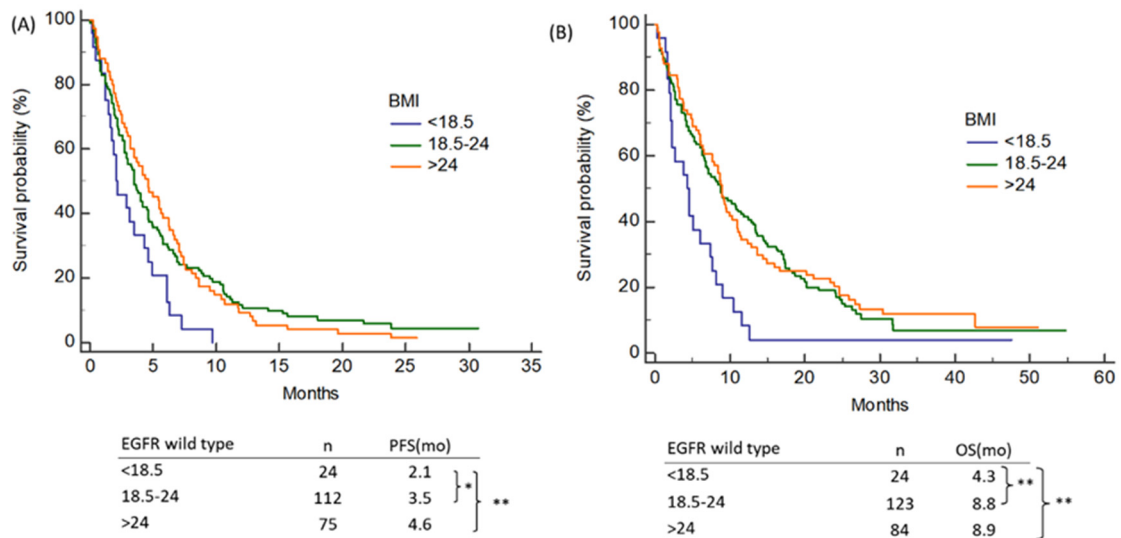 (A)
Survival probability (%)
100
80
60
40
20
0
0 5 10 15 20 25 30 35
Months
BMI
<18.5
18.5-24
>24
EGFR wild type n PFS(mo)
<18.5 24 2.1
18.5-24 112 3.5
>24 75 4.6
*
**
(B)
Survival probability (%)
100
80
60
40
20
0
0 10 20 30 40 50 60
Months
BMI
<18.5
18.5-24
>24
EGFR wild type n OS(mo)
<18.5 24 4.3
18.5-24 123 8.8
>24 84 8.9
**
**